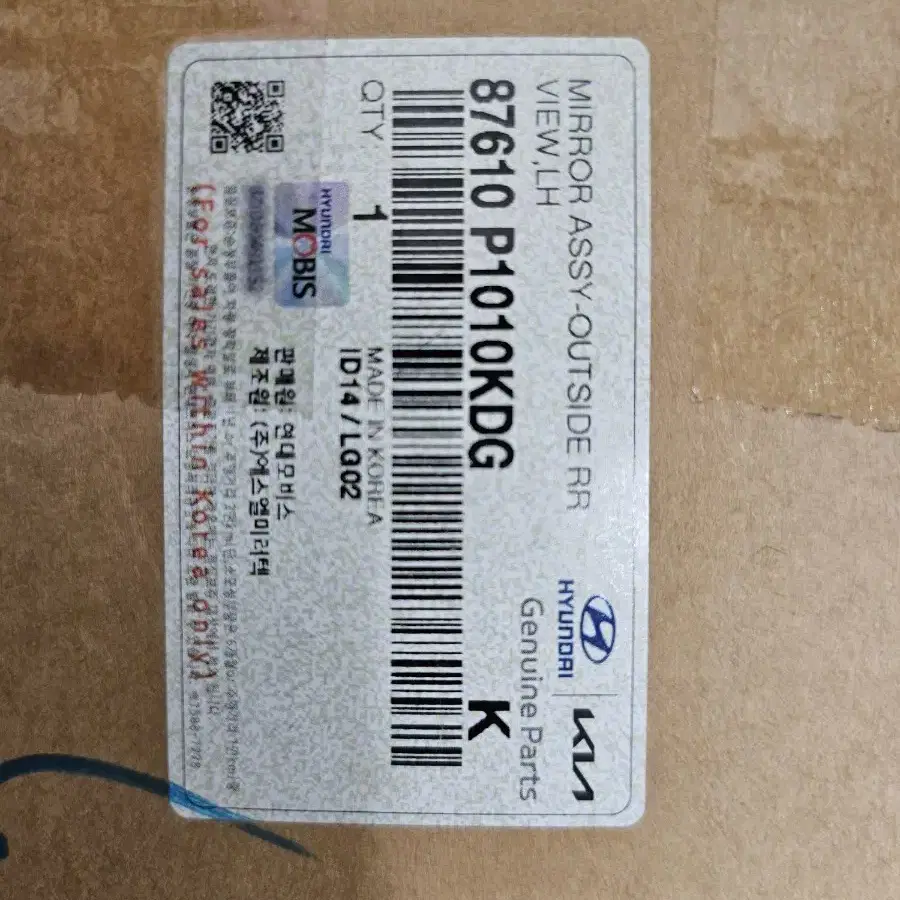 MIRROR ASSY-OUTSIDE RR
VIEW,LH
HYUNDAI
KIA
Genuine Parts
87610 P1010KDG
K
QTY. 1
MADE IN KOREA
ID14 / LG02
HYUNDAI
MOBIS
판매원: 현대모비스
제조원: (주)에스엘미러텍
(For sales within Korea only)